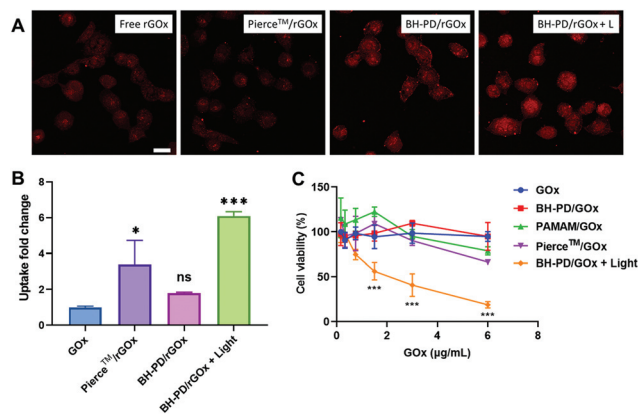 A
Free rGOx
Pierce™/rGOx
BH-PD/rGOx
BH-PD/rGOx + L
B
Uptake fold change
8
6
4
2
0
*
ns
***
GOx
Pierce™/rGOx
BH-PD/rGOx
BH-PD/rGOx + Light
C
Cell viability (%)
150
100
50
0
***
***
***
0
2
4
6
8
GOx (µg/mL)
GOx
BH-PD/GOx
PAMAM/GOx
Pierce™/GOx
BH-PD/GOx + Light